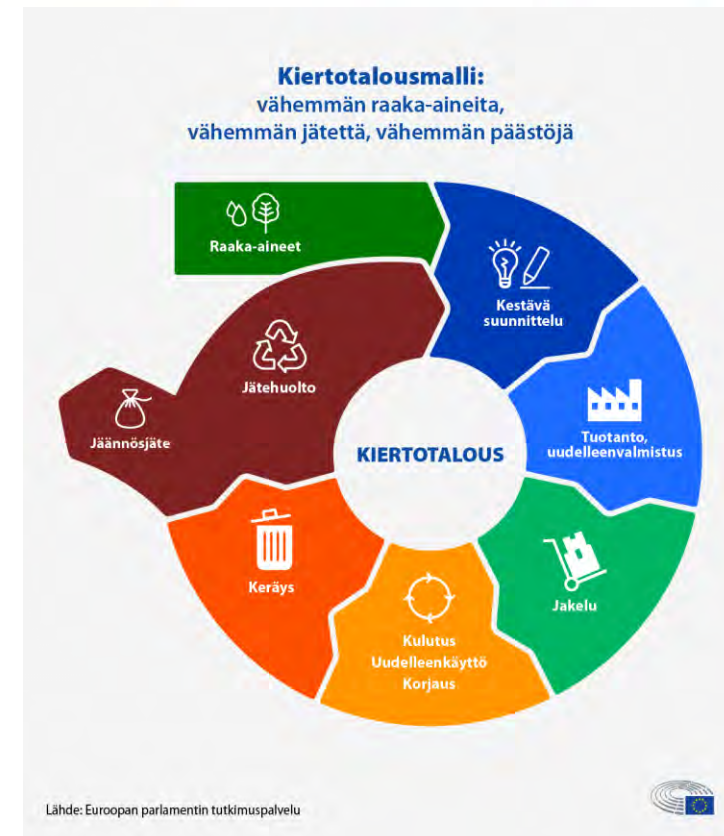 Kiertotalousmalli:
vähemmän raaka-aineita,
vähemmän jätettä, vähemmän päästöjä
Raaka-aineet
Kestävä
suunnittelu
Tuotanto,
uudelleenvalmistus
Jakelu
Kulutus
Uudelleenkäyttö
Korjaus
Keräys
Jätehuolto
Jäännösjäte
KIERTOTALOUS
Lähde: Euroopan parlamentin tutkimuspalvelu